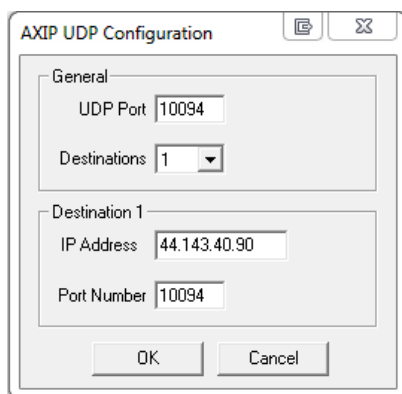 AXIP UDP Configuration
General
UDP Port 10094
Destinations 1
Destination 1
IP Address 44.143.40.90
Port Number 10094
OK Cancel